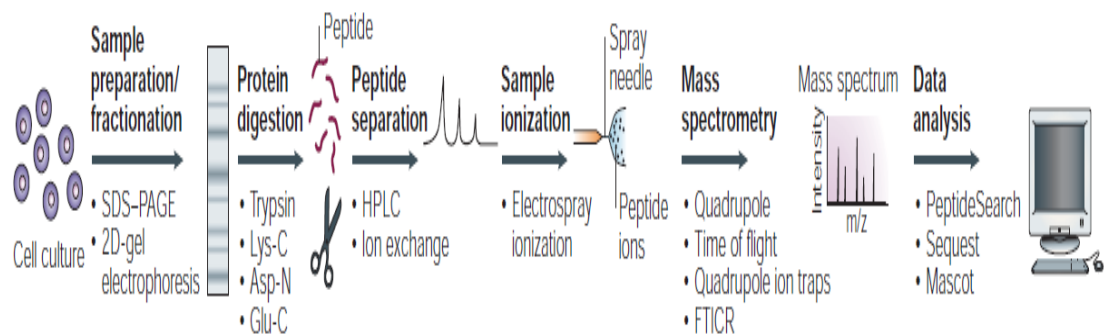 Cell culture
Sample
preparation/
fractionation
• SDS–PAGE
• 2D-gel
electrophoresis
Protein
digestion
• Trypsin
• Lys-C
• Asp-N
• Glu-C
Peptide
Peptide
separation
• HPLC
• Ion exchange
Sample
ionization
• Electrospray
ionization
Spray
needle
Peptide
ions
Mass
spectrometry
• Quadrupole
• Time of flight
• Quadrupole ion traps
• FTICR
Mass spectrum
Intensity
m/z
Data
analysis
• PeptideSearch
• Sequest
• Mascot